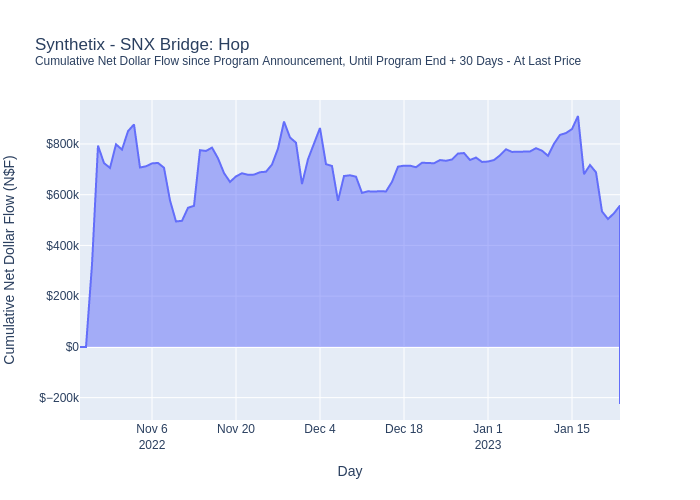 Synthetix - SNX Bridge: Hop
Cumulative Net Dollar Flow since Program Announcement, Until Program End + 30 Days - At Last Price
Cumulative Net Dollar Flow (N$F)
$800k
$600k
$400k
$200k
$0
$−200k
Nov 6
2022
Nov 20
Dec 4
Dec 18
Jan 1
2023
Jan 15
Day